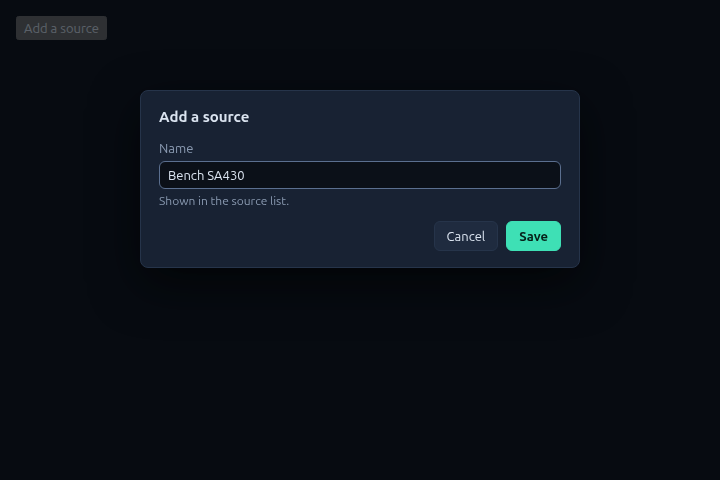 Add a source
Add a source
Name
Bench SA430
Shown in the source list.
Cancel Save